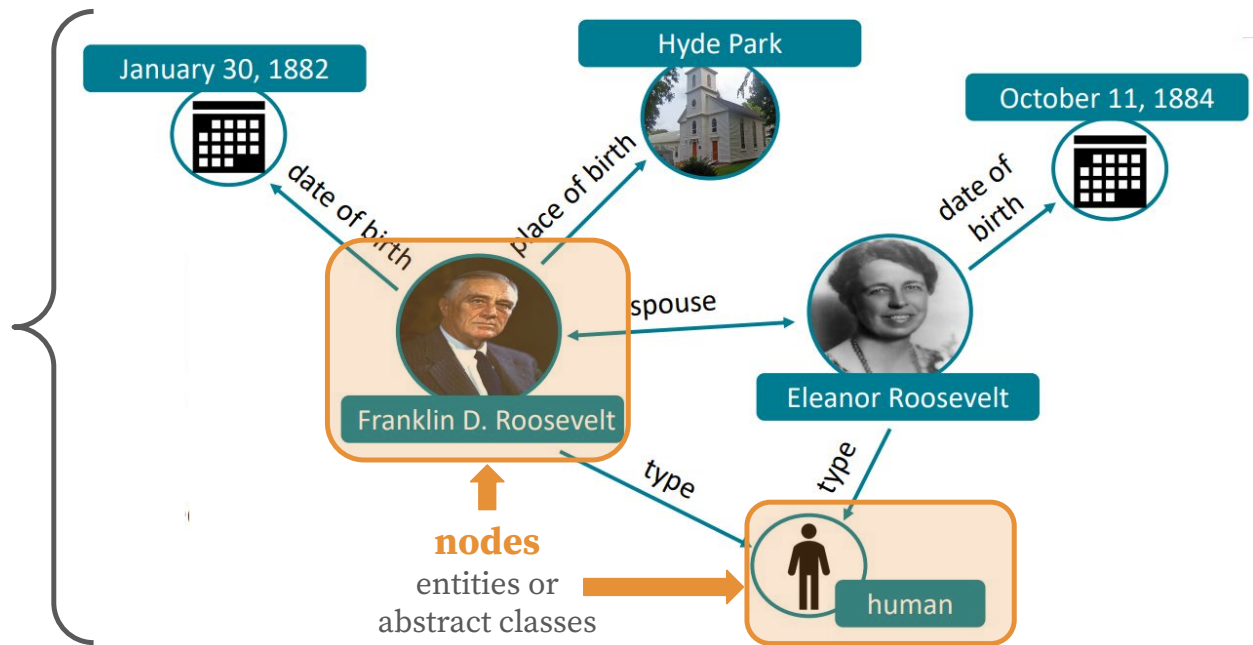 Hyde Park
January 30, 1882
October 11, 1884
date of birth
place of birth
date of
birth
spouse
Franklin D. Roosevelt
Eleanor Roosevelt
type
type
nodes
entities or
abstract classes
human